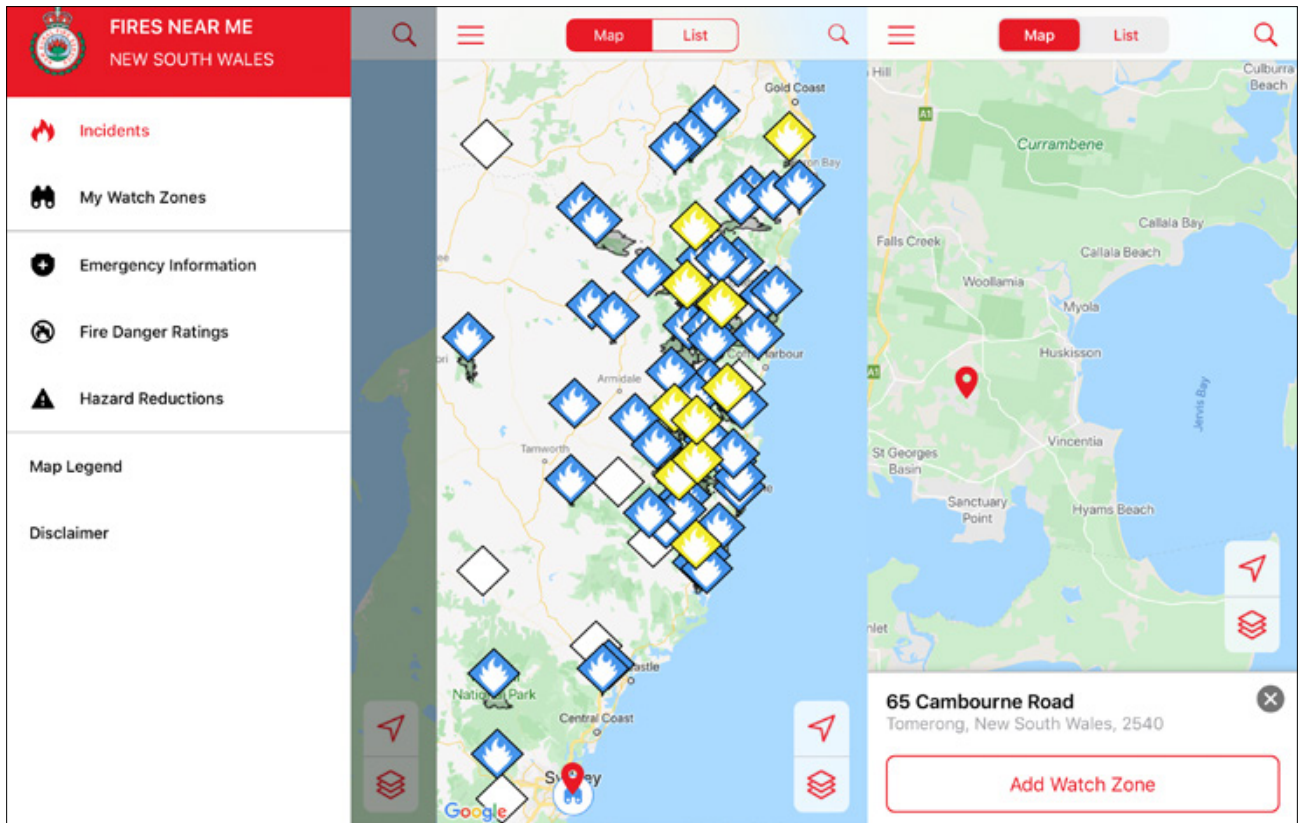 FIRES NEAR ME
NEW SOUTH WALES
Incidents
My Watch Zones
Emergency Information
Fire Danger Ratings
Hazard Reductions
Map Legend
Disclaimer
Map
List
Gold Coast
Armidale
Tamworth
National Park
Central Coast
Google
Map
List
Hill
Culburra
Beach
A1
Currambene
Callala Bay
Falls Creek
Callala Beach
Woollamia
Myola
Huskisson
A1
Jervis Bay
Vincentia
St Georges
Basin
Sanctuary
Point
Hyams Beach
65 Cambourne Road
Tomerong, New South Wales, 2540
Add Watch Zone